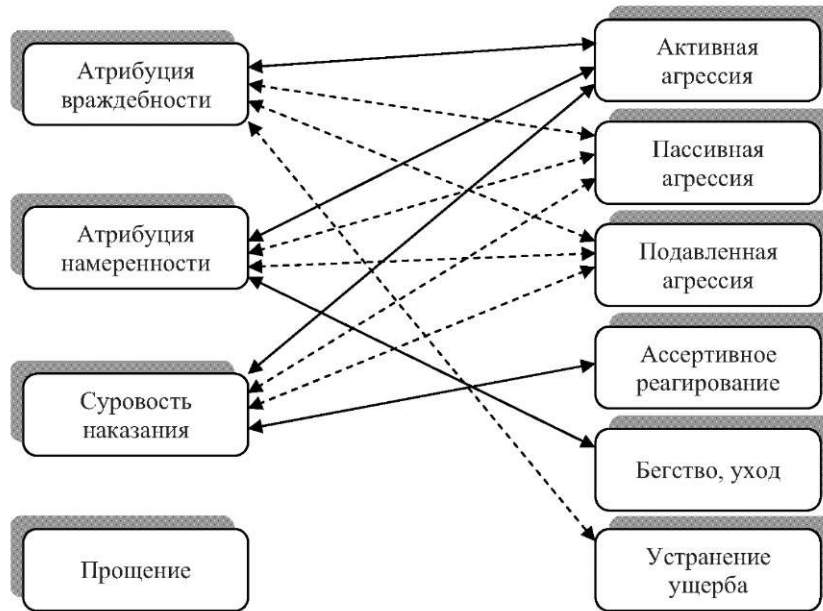 Атрибуция
враждебности
Атрибуция
намеренности
Суровость
наказания
Прощение
Активная
агрессия
Пассивная
агрессия
Подавленная
агрессия
Ассертивное
реагирование
Бегство, уход
Устранение
ущерба